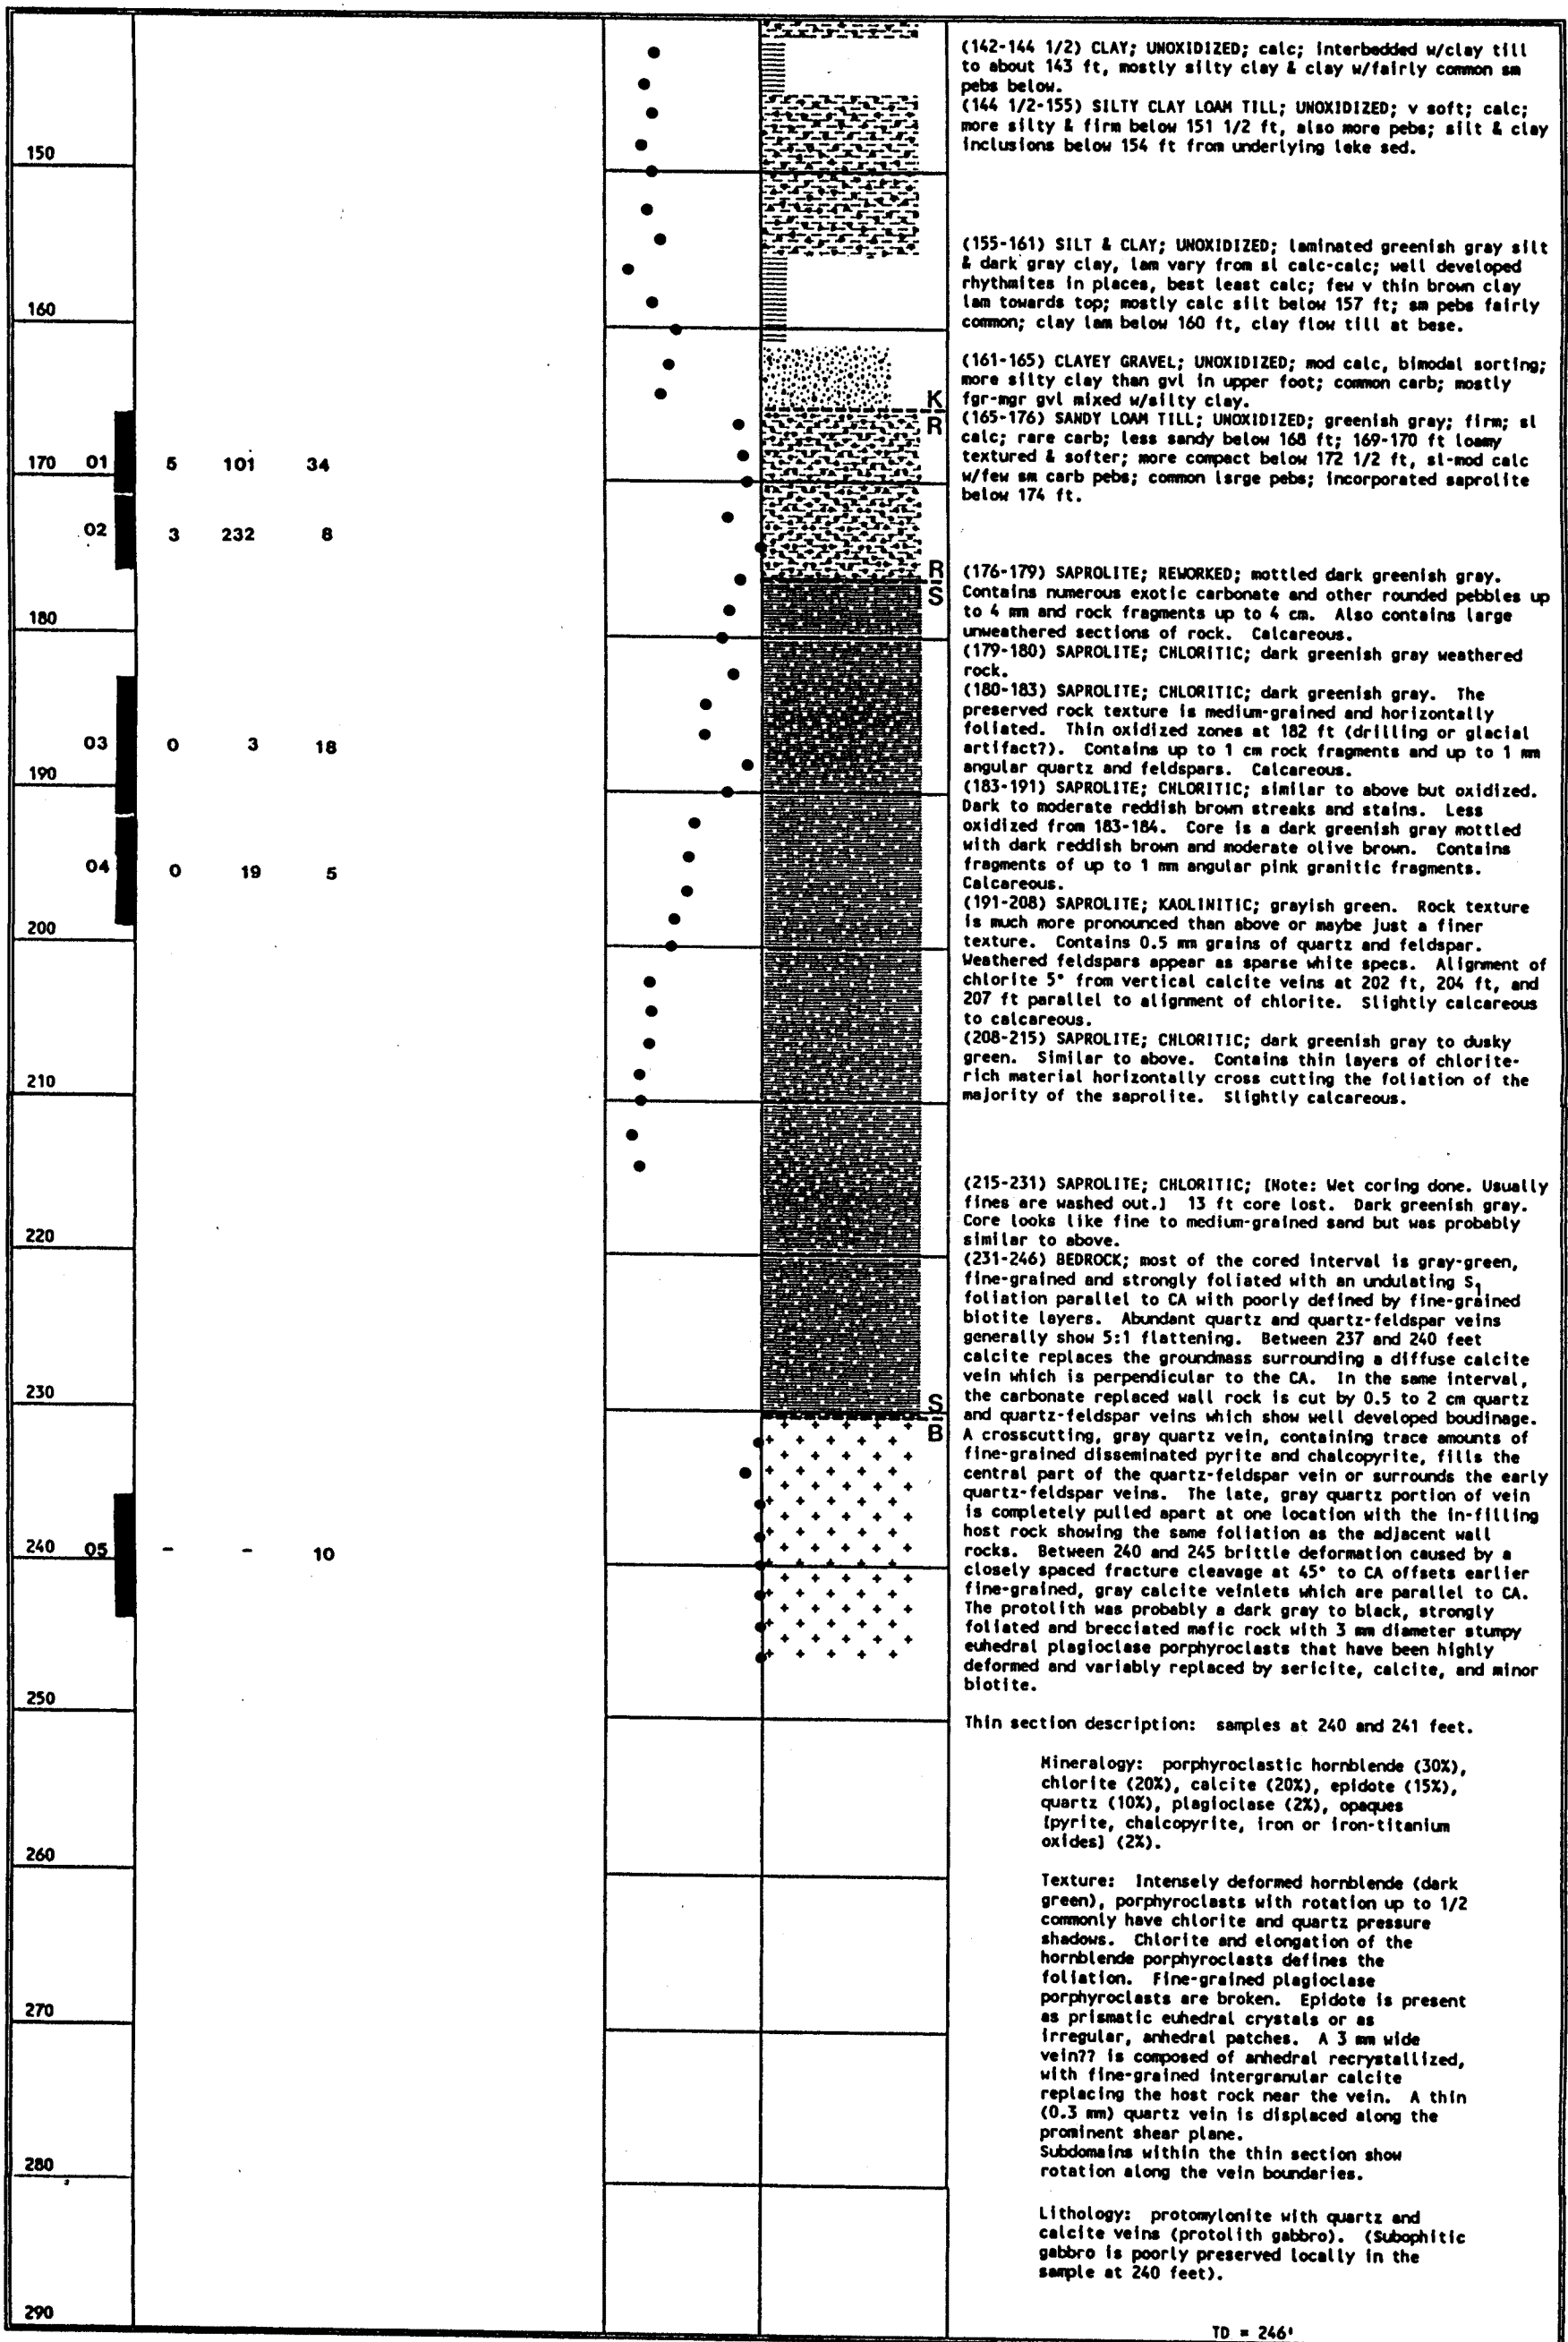 (142-144 1/2) CLAY; UNOXIDIZED; calc; interbedded w/clay till
to about 143 ft, mostly silty clay & clay w/fairly common sm
pebs below.
(144 1/2-155) SILTY CLAY LOAM TILL; UNOXIDIZED; v soft; calc;
more silty & firm below 151 1/2 ft, also more pebs; silt & clay
inclusions below 154 ft from underlying lake sed.
150
(155-161) SILT & CLAY; UNOXIDIZED; laminated greenish gray silt
& dark gray clay, lam vary from sl calc-calc; well developed
rhythmites in places, best least calc; few v thin brown clay
lam towards top; mostly calc silt below 157 ft; sm pebs fairly
common; clay lam below 160 ft, clay flow till at base.
160
(161-165) CLAYEY GRAVEL; UNOXIDIZED; mod calc, bimodal sorting;
more silty clay than gvl in upper foot; common carb; mostly
fgr-mgr gvl mixed w/silty clay.
K
R
(165-176) SANDY LOAM TILL; UNOXIDIZED; greenish gray; firm; sl
calc; rare carb; less sandy below 168 ft; 169-170 ft loamy
textured & softer; more compact below 172 1/2 ft, sl-mod calc
w/few sm carb pebs; common large pebs; incorporated saprolite
below 174 ft.
170 01 5 101 34
02 3 232 8
R
S
(176-179) SAPROLITE; REWORKED; mottled dark greenish gray.
Contains numerous exotic carbonate and other rounded pebbles up
to 4 mm and rock fragments up to 4 cm. Also contains large
unweathered sections of rock. Calcareous.
180
(179-180) SAPROLITE; CHLORITIC; dark greenish gray weathered
rock.
(180-183) SAPROLITE; CHLORITIC; dark greenish gray. The
preserved rock texture is medium-grained and horizontally
foliated. Thin oxidized zones at 182 ft (drilling or glacial
artifact?). Contains up to 1 cm rock fragments and up to 1 mm
angular quartz and feldspars. Calcareous.
03 0 3 18
190
(183-191) SAPROLITE; CHLORITIC; similar to above but oxidized.
Dark to moderate reddish brown streaks and stains. Less
oxidized from 183-184. Core is a dark greenish gray mottled
with dark reddish brown and moderate olive brown. Contains
fragments of up to 1 mm angular pink granitic fragments.
Calcareous.
04 0 19 5
200
(191-208) SAPROLITE; KAOLINITIC; grayish green. Rock texture
is much more pronounced than above or maybe just a finer
texture. Contains 0.5 mm grains of quartz and feldspar.
Weathered feldspars appear as sparse white specs. Alignment of
chlorite 5° from vertical calcite veins at 202 ft, 204 ft, and
207 ft parallel to alignment of chlorite. Slightly calcareous
to calcareous.
(208-215) SAPROLITE; CHLORITIC; dark greenish gray to dusky
green. Similar to above. Contains thin layers of chlorite-
rich material horizontally cross cutting the foliation of the
majority of the saprolite. Slightly calcareous.
210
(215-231) SAPROLITE; CHLORITIC; [Note: Wet coring done. Usually
fines are washed out.] 13 ft core lost. Dark greenish gray.
Core looks like fine to medium-grained sand but was probably
similar to above.
220
(231-246) BEDROCK; most of the cored interval is gray-green,
fine-grained and strongly foliated with an undulating S1
foliation parallel to CA with poorly defined by fine-grained
biotite layers. Abundant quartz and quartz-feldspar veins
generally show 5:1 flattening. Between 237 and 240 feet
calcite replaces the groundmass surrounding a diffuse calcite
vein which is perpendicular to the CA. In the same interval,
the carbonate replaced wall rock is cut by 0.5 to 2 cm quartz
and quartz-feldspar veins which show well developed boudinage.
A crosscutting, gray quartz vein, containing trace amounts of
fine-grained disseminated pyrite and chalcopyrite, fills the
central part of the quartz-feldspar vein or surrounds the early
quartz-feldspar veins. The late, gray quartz portion of vein
is completely pulled apart at one location with the in-filling
host rock showing the same foliation as the adjacent wall
rocks. Between 240 and 245 brittle deformation caused by a
closely spaced fracture cleavage at 45° to CA offsets earlier
fine-grained, gray calcite veinlets which are parallel to CA.
The protolith was probably a dark gray to black, strongly
foliated and brecciated mafic rock with 3 mm diameter stumpy
euhedral plagioclase porphyroclasts that have been highly
deformed and variably replaced by sericite, calcite, and minor
biotite.
230
S
B
240 05 - - 10
250
Thin section description: samples at 240 and 241 feet.
Mineralogy: porphyroclastic hornblende (30%),
chlorite (20%), calcite (20%), epidote (15%),
quartz (10%), plagioclase (2%), opaques
[pyrite, chalcopyrite, iron or iron-titanium
oxides] (2%).
260
Texture: Intensely deformed hornblende (dark
green), porphyroclasts with rotation up to 1/2
commonly have chlorite and quartz pressure
shadows. Chlorite and elongation of the
hornblende porphyroclasts defines the
foliation. Fine-grained plagioclase
porphyroclasts are broken. Epidote is present
as prismatic euhedral crystals or as
irregular, anhedral patches. A 3 mm wide
vein?? is composed of anhedral recrystallized,
with fine-grained intergranular calcite
replacing the host rock near the vein. A thin
(0.3 mm) quartz vein is displaced along the
prominent shear plane.
Subdomains within the thin section show
rotation along the vein boundaries.
270
280
Lithology: protomylonite with quartz and
calcite veins (protolith gabbro). (Subophitic
gabbro is poorly preserved locally in the
sample at 240 feet).
290
TD = 246'